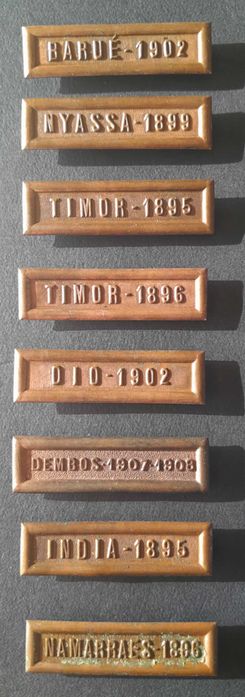 BARUÉ-1902
NYASSA-1899
TIMOR-1895
TIMOR-1896
DIO-1902
DEMBOS-1907-1908
INDIA-1895
NAMARRAES-1896